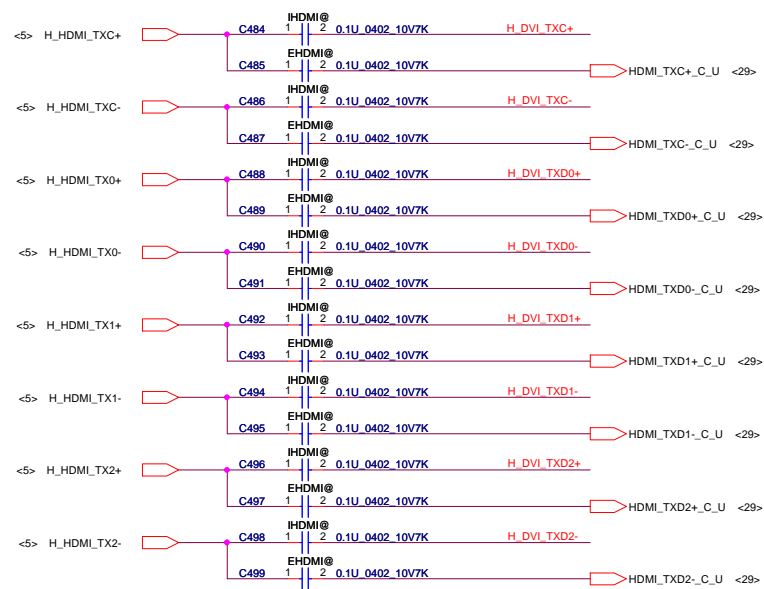 IHDMI@
<5> H_HDMI_TXC+ C484 1 2 0.1U_0402_10V7K H_DVI_TXC+
EHDMI@
C485 1 2 0.1U_0402_10V7K HDMI_TXC+_C_U <29>
IHDMI@
<5> H_HDMI_TXC- C486 1 2 0.1U_0402_10V7K H_DVI_TXC-
EHDMI@
C487 1 2 0.1U_0402_10V7K HDMI_TXC-_C_U <29>
IHDMI@
<5> H_HDMI_TX0+ C488 1 2 0.1U_0402_10V7K H_DVI_TXD0+
EHDMI@
C489 1 2 0.1U_0402_10V7K HDMI_TXD0+_C_U <29>
IHDMI@
<5> H_HDMI_TX0- C490 1 2 0.1U_0402_10V7K H_DVI_TXD0-
EHDMI@
C491 1 2 0.1U_0402_10V7K HDMI_TXD0-_C_U <29>
IHDMI@
<5> H_HDMI_TX1+ C492 1 2 0.1U_0402_10V7K H_DVI_TXD1+
EHDMI@
C493 1 2 0.1U_0402_10V7K HDMI_TXD1+_C_U <29>
IHDMI@
<5> H_HDMI_TX1- C494 1 2 0.1U_0402_10V7K H_DVI_TXD1-
EHDMI@
C495 1 2 0.1U_0402_10V7K HDMI_TXD1-_C_U <29>
IHDMI@
<5> H_HDMI_TX2+ C496 1 2 0.1U_0402_10V7K H_DVI_TXD2+
EHDMI@
C497 1 2 0.1U_0402_10V7K HDMI_TXD2+_C_U <29>
IHDMI@
<5> H_HDMI_TX2- C498 1 2 0.1U_0402_10V7K H_DVI_TXD2-
EHDMI@
C499 1 2 0.1U_0402_10V7K HDMI_TXD2-_C_U <29>